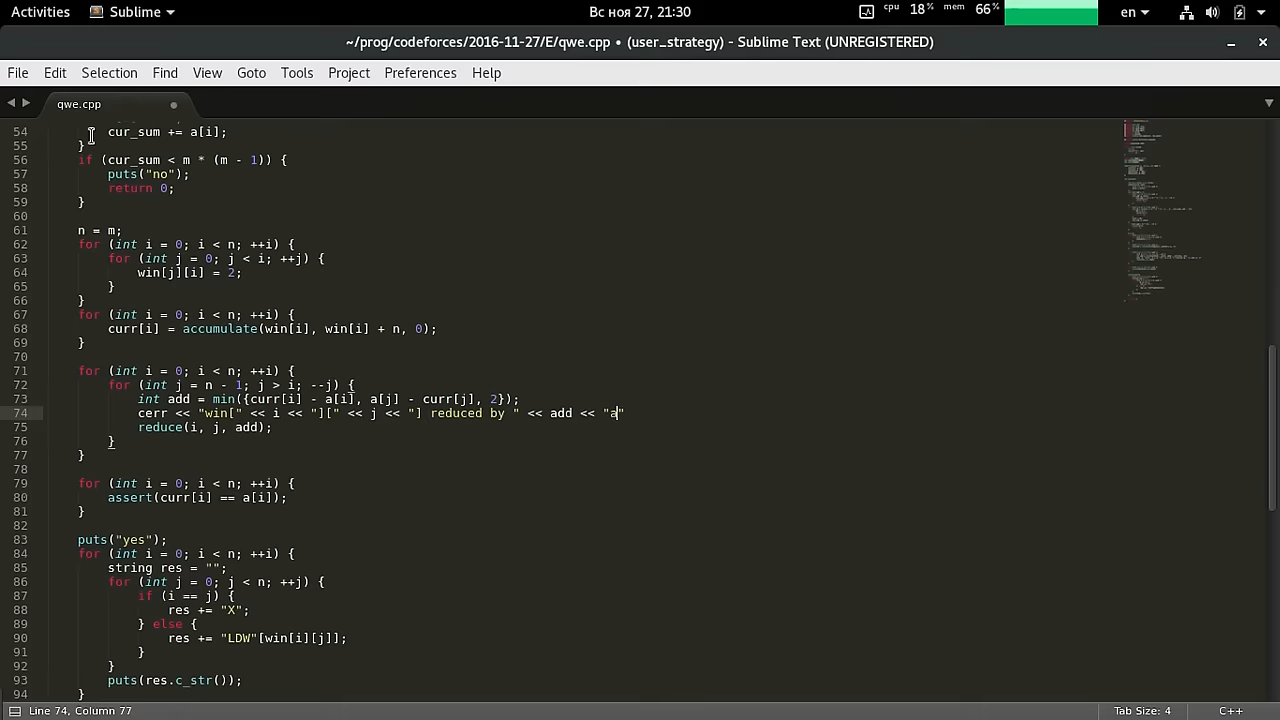 Activities Sublime Вс ноя 27, 21:30 cpu 18% mem 66% en
~/prog/codeforces/2016-11-27/E/qwe.cpp • (user_strategy) - Sublime Text (UNREGISTERED)
File Edit Selection Find View Goto Tools Project Preferences Help
qwe.cpp
54 cur_sum += a[i];
55 }
56 if (cur_sum < m * (m - 1)) {
57 puts("no");
58 return 0;
59 }
60
61 n = m;
62 for (int i = 0; i < n; ++i) {
63 for (int j = 0; j < i; ++j) {
64 win[j][i] = 2;
65 }
66 }
67 for (int i = 0; i < n; ++i) {
68 curr[i] = accumulate(win[i], win[i] + n, 0);
69 }
70
71 for (int i = 0; i < n; ++i) {
72 for (int j = n - 1; j > i; --j) {
73 int add = min({curr[i] - a[i], a[j] - curr[j], 2});
74 cerr << "win[" << i << "][" << j << "] reduced by " << add << "a"
75 reduce(i, j, add);
76 }
77 }
78
79 for (int i = 0; i < n; ++i) {
80 assert(curr[i] == a[i]);
81 }
82
83 puts("yes");
84 for (int i = 0; i < n; ++i) {
85 string res = "";
86 for (int j = 0; j < n; ++j) {
87 if (i == j) {
88 res += "X";
89 } else {
90 res += "LDW"[win[i][j]];
91 }
92 }
93 puts(res.c_str());
94 }
Line 74, Column 77 Tab Size: 4 C++